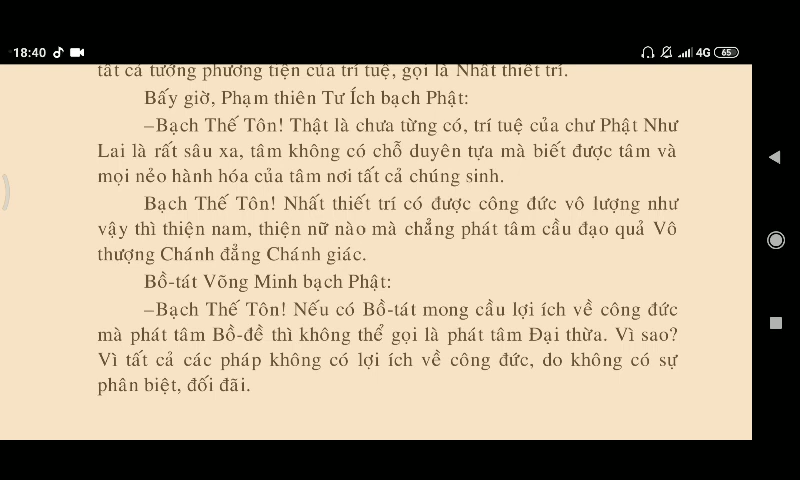 18:40
4G 65
tất cả tướng phương tiện của trí tuệ, gọi là Nhất thiết trí.
Bấy giờ, Phạm thiên Tư Ích bạch Phật:
–Bạch Thế Tôn! Thật là chưa từng có, trí tuệ của chư Phật Như
Lai là rất sâu xa, tâm không có chỗ duyên tựa mà biết được tâm và
mọi nẻo hành hóa của tâm nơi tất cả chúng sinh.
Bạch Thế Tôn! Nhất thiết trí có được công đức vô lượng như
vậy thì thiện nam, thiện nữ nào mà chẳng phát tâm cầu đạo quả Vô
thượng Chánh đẳng Chánh giác.
Bồ-tát Võng Minh bạch Phật:
–Bạch Thế Tôn! Nếu có Bồ-tát mong cầu lợi ích về công đức
mà phát tâm Bồ-đề thì không thể gọi là phát tâm Đại thừa. Vì sao?
Vì tất cả các pháp không có lợi ích về công đức, do không có sự
phân biệt, đối đãi.